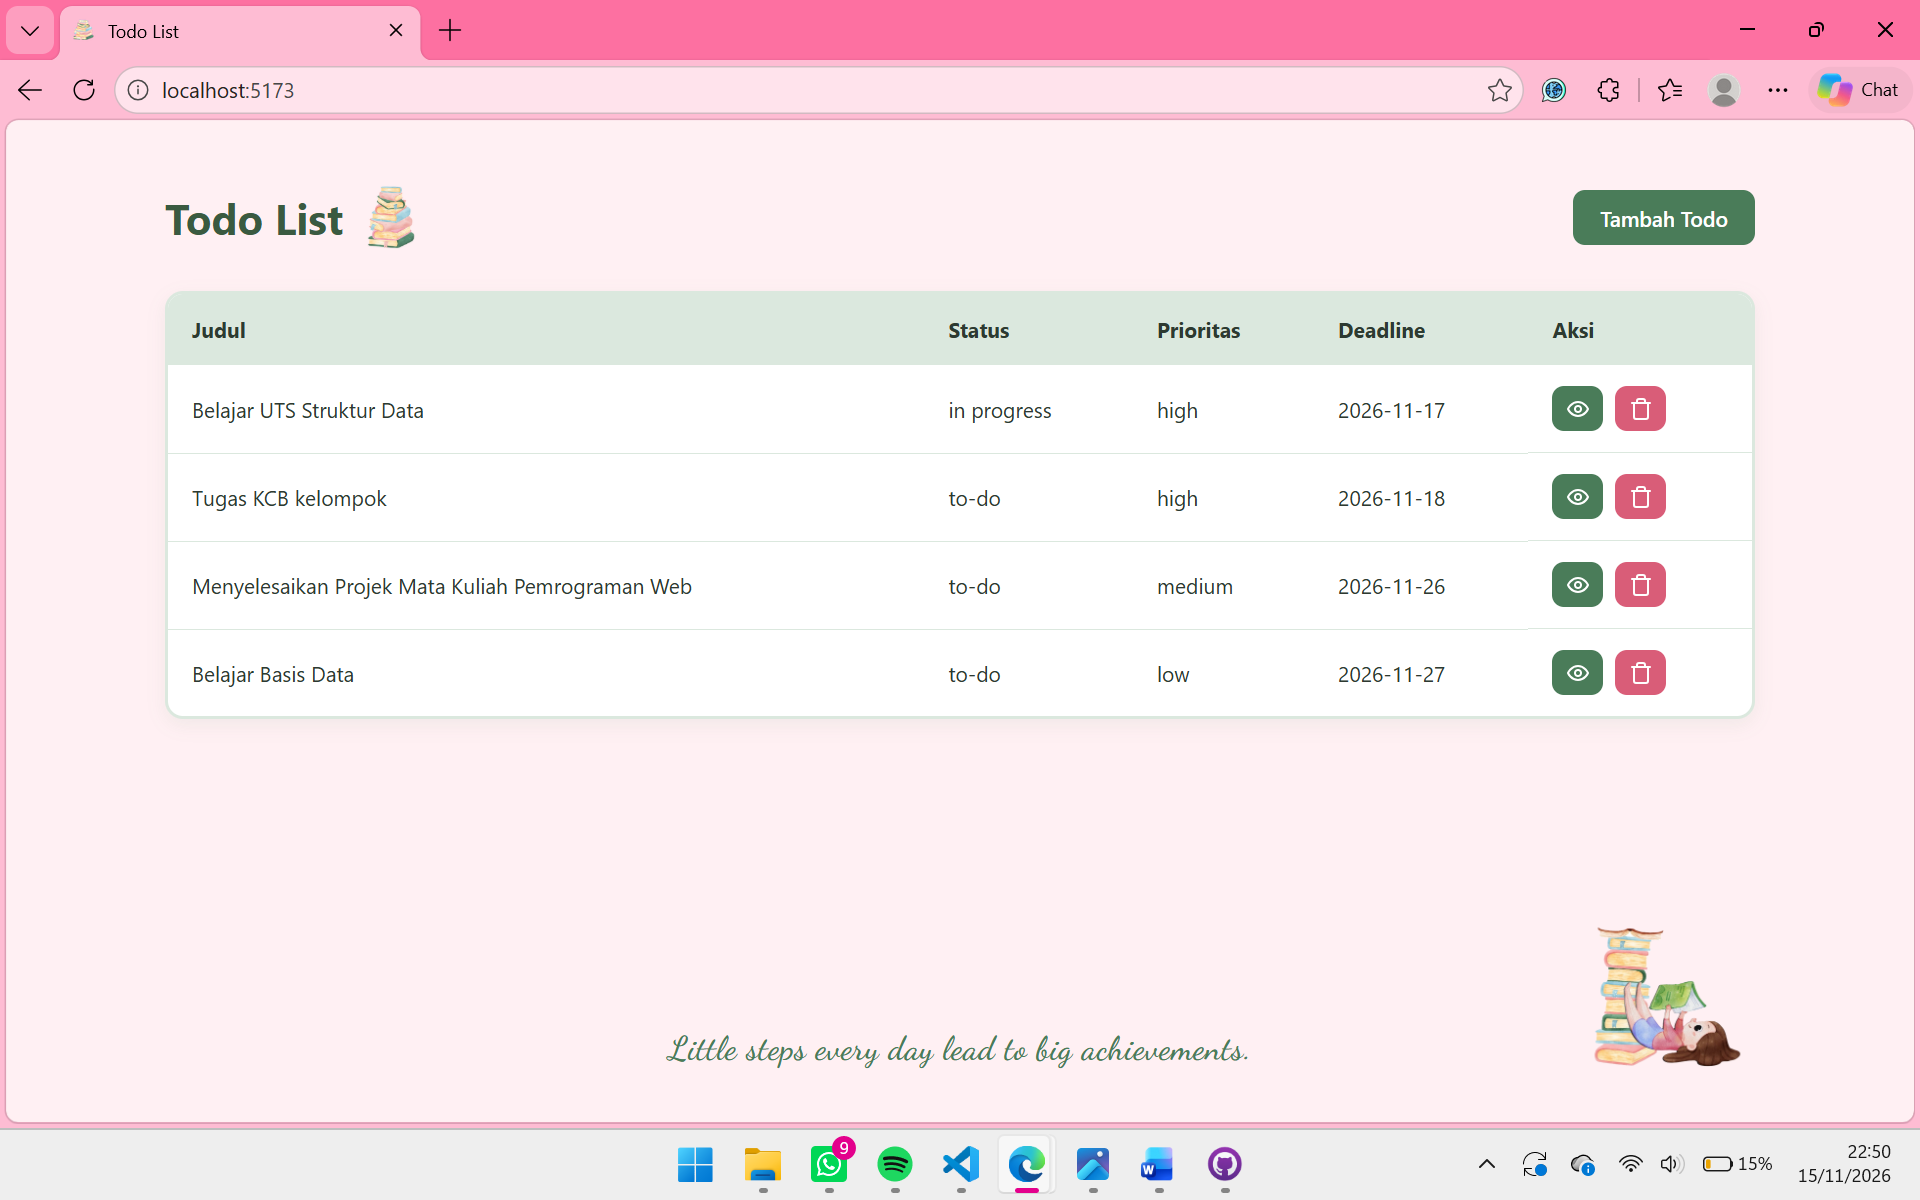 Todo List
localhost:5173
Chat
Todo List
Tambah Todo
Judul Status Prioritas Deadline Aksi
Belajar UTS Struktur Data in progress high 2026-11-17
Tugas KCB kelompok to-do high 2026-11-18
Menyelesaikan Projek Mata Kuliah Pemrograman Web to-do medium 2026-11-26
Belajar Basis Data to-do low 2026-11-27
Little steps every day lead to big achievements.
9
W
15%
22:50
15/11/2026